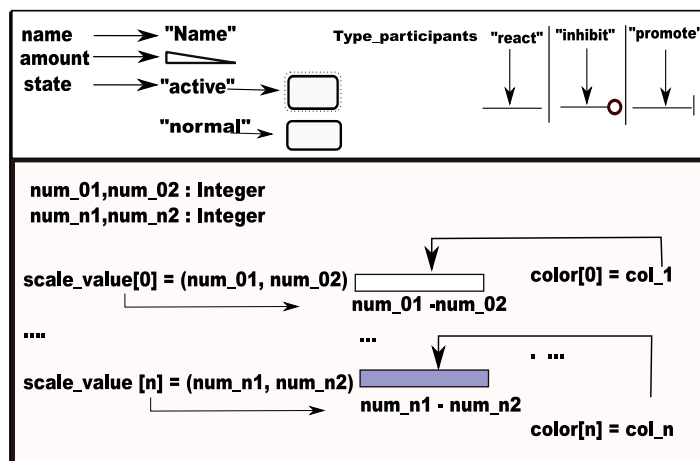 name "Name"
amount
state "active"
"normal"
Type_participants "react" "inhibit" "promote"
num_01,num_02 : Integer
num_n1,num_n2 : Integer
scale_value[0] = (num_01, num_02)
num_01 -num_02
color[0] = col_1
....
...
. ...
scale_value [n] = (num_n1, num_n2)
num_n1 - num_n2
color[n] = col_n